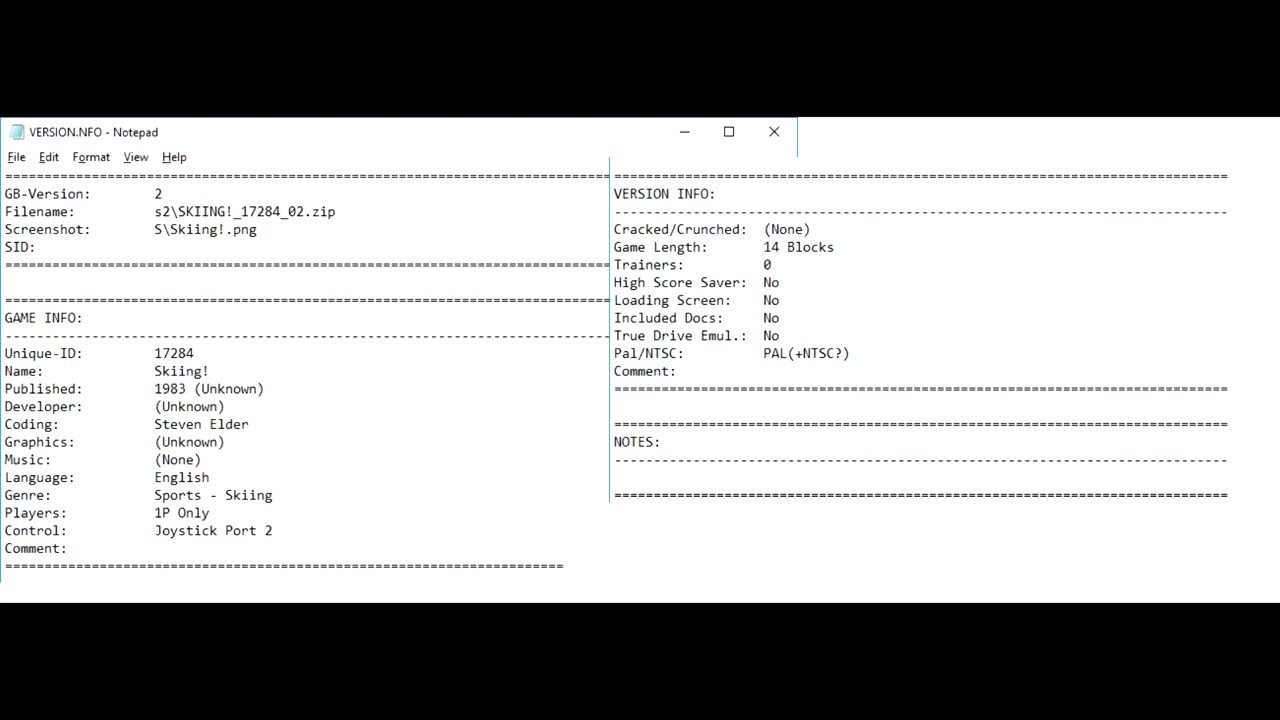 VERSION.NFO - Notepad
File Edit Format View Help
================================================================================
GB-Version: 2
Filename: s2\SKIING!_17284_02.zip
Screenshot: S\Skiing!.png
SID:
================================================================================
================================================================================
GAME INFO:
--------------------------------------------------------------------------------
Unique-ID: 17284
Name: Skiing!
Published: 1983 (Unknown)
Developer: (Unknown)
Coding: Steven Elder
Graphics: (Unknown)
Music: (None)
Language: English
Genre: Sports - Skiing
Players: 1P Only
Control: Joystick Port 2
Comment:
=======================================================================
==============================================================================
VERSION INFO:
------------------------------------------------------------------------------
Cracked/Crunched: (None)
Game Length: 14 Blocks
Trainers: 0
High Score Saver: No
Loading Screen: No
Included Docs: No
True Drive Emul.: No
Pal/NTSC: PAL(+NTSC?)
Comment:
==============================================================================
==============================================================================
NOTES:
------------------------------------------------------------------------------
==============================================================================